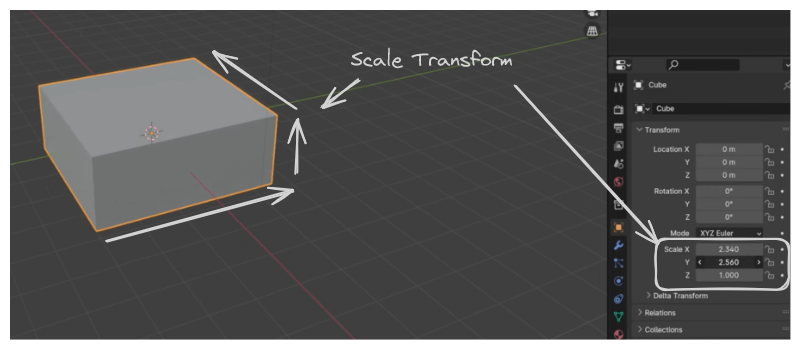 Scale Transform
Cube
Cube
Transform
Location X 0 m
Y 0 m
Z 0 m
Rotation X 0°
Y 0°
Z 0°
Mode XYZ Euler
Scale X 2.340
Y 2.560
Z 1.000
Delta Transform
Relations
Collections